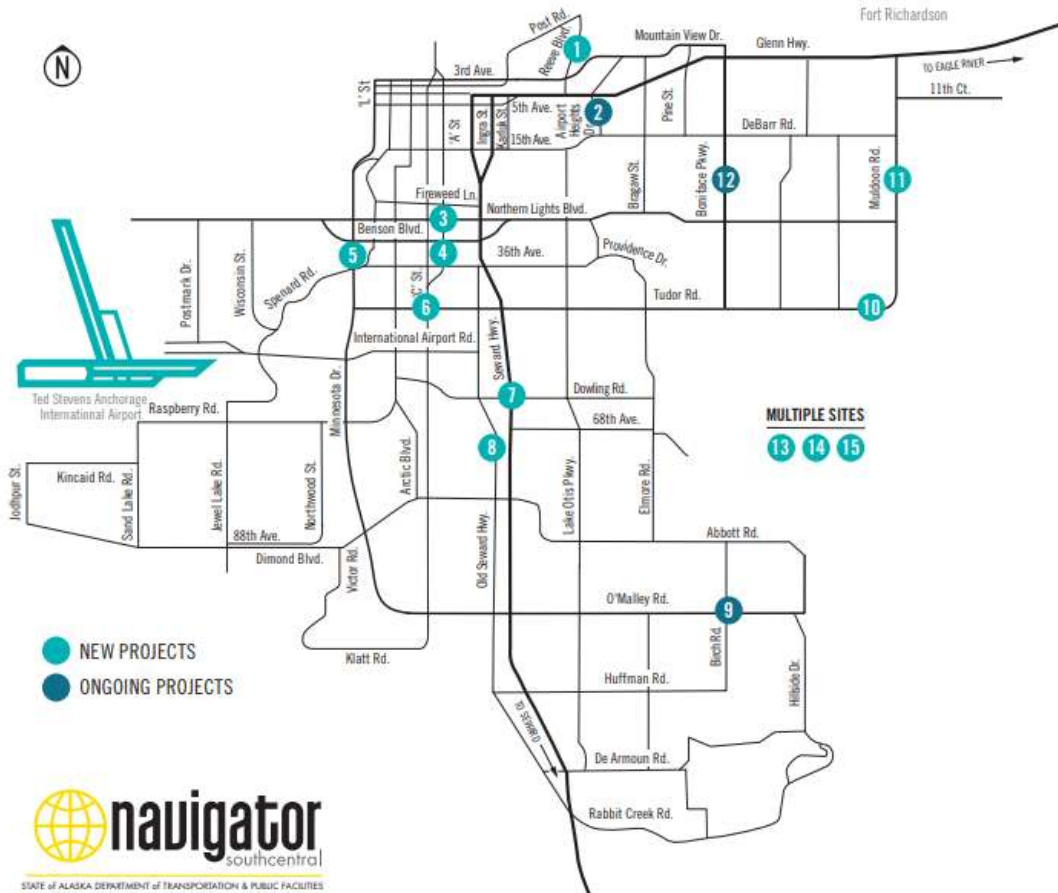 Fort Richardson
Post Rd.
Reeve Blvd.
1
Mountain View Dr.
Glenn Hwy.
N
3rd Ave.
TO EAGLE RIVER
'L' St
11th Ct.
'A' St
Ingra St.
5th Ave.
Airport
Heights
Dr.
2
Pine St.
15th Ave.
DeBarr Rd.
Bragaw St.
Boniface Pkwy.
12
Muldoon Rd.
11
Fireweed Ln.
3
Northern Lights Blvd.
Benson Blvd.
5
4
36th Ave.
Providence Dr.
Postmark Dr.
Wisconsin St.
Spenard Rd.
'C' St.
6
Tudor Rd.
10
International Airport Rd.
Seward Hwy.
Minnesota Dr.
Ted Stevens Anchorage
International Airport
Raspberry Rd.
7
Dowling Rd.
68th Ave.
8
MULTIPLE SITES
13 14 15
Jodhpur St.
Kincaid Rd.
Sand Lake Rd.
Jewel Lake Rd.
Northwood St.
Arctic Blvd.
Old Seward Hwy.
Lake Otis Pkwy.
Elmore Rd.
88th Ave.
Abbott Rd.
Dimond Blvd.
Victor Rd.
O'Malley Rd.
9
Birch Rd.
Klatt Rd.
Hillside Dr.
Huffman Rd.
NEW PROJECTS
ONGOING PROJECTS
TO SEWARD
De Armoun Rd.
Rabbit Creek Rd.
navigator
southcentral
STATE of ALASKA DEPARTMENT of TRANSPORTATION & PUBLIC FACILITIES